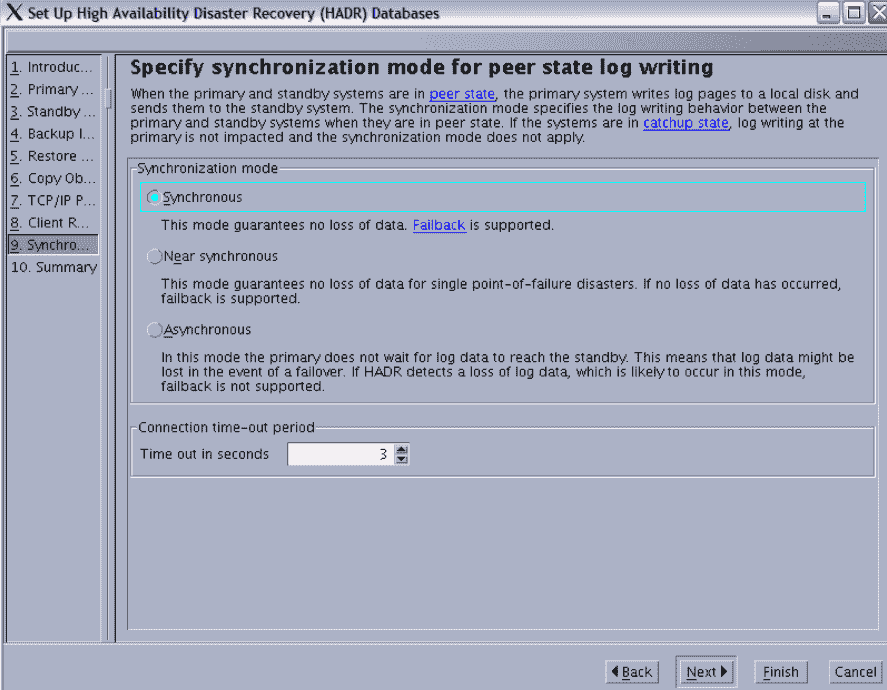 Set Up High Availability Disaster Recovery (HADR) Databases
1. Introduc...
2. Primary ...
3. Standby ...
4. Backup I...
5. Restore ...
6. Copy Ob...
7. TCP/IP P...
8. Client R...
9. Synchro...
10. Summary
Specify synchronization mode for peer state log writing
When the primary and standby systems are in peer state, the primary system writes log pages to a local disk and
sends them to the standby system. The synchronization mode specifies the log writing behavior between the
primary and standby systems when they are in peer state. If the systems are in catchup state, log writing at the
primary is not impacted and the synchronization mode does not apply.
Synchronization mode
Synchronous
This mode guarantees no loss of data. Failback is supported.
Near synchronous
This mode guarantees no loss of data for single point-of-failure disasters. If no loss of data has occurred,
failback is supported.
Asynchronous
In this mode the primary does not wait for log data to reach the standby. This means that log data might be
lost in the event of a failover. If HADR detects a loss of log data, which is likely to occur in this mode,
failback is not supported.
Connection time-out period
Time out in seconds 3
Back Next Finish Cancel